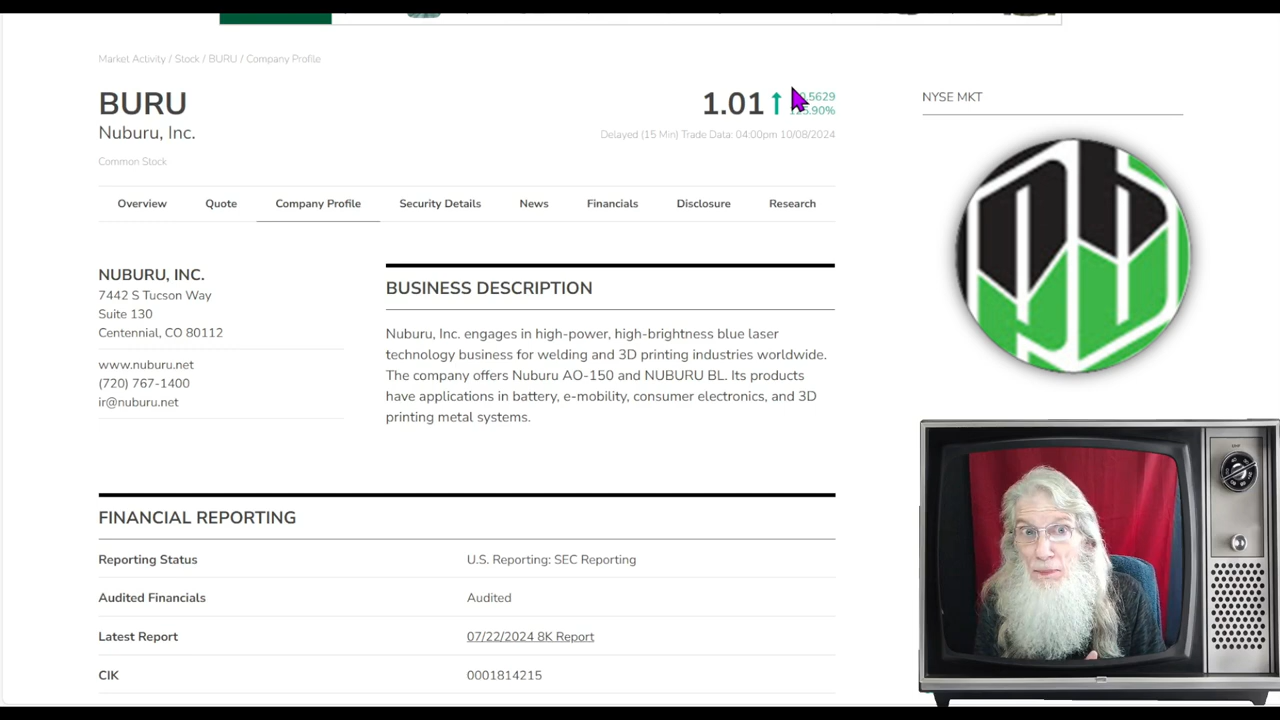 Market Activity / Stock / BURU / Company Profile
BURU
1.01
Nuburu, Inc.
Delayed (15 Min) Trade Data: 04:00pm 10/08/2024
Common Stock
NYSE MKT
Overview Quote Company Profile Security Details News Financials Disclosure Research
NUBURU, INC.
7442 S Tucson Way
Suite 130
Centennial, CO 80112
www.nuburu.net
(720) 767-1400
ir@nuburu.net
BUSINESS DESCRIPTION
Nuburu, Inc. engages in high-power, high-brightness blue laser
technology business for welding and 3D printing industries worldwide.
The company offers Nuburu AO-150 and NUBURU BL. Its products
have applications in battery, e-mobility, consumer electronics, and 3D
printing metal systems.
FINANCIAL REPORTING
Reporting Status U.S. Reporting: SEC Reporting
Audited Financials Audited
Latest Report 07/22/2024 8K Report
CIK 0001814215